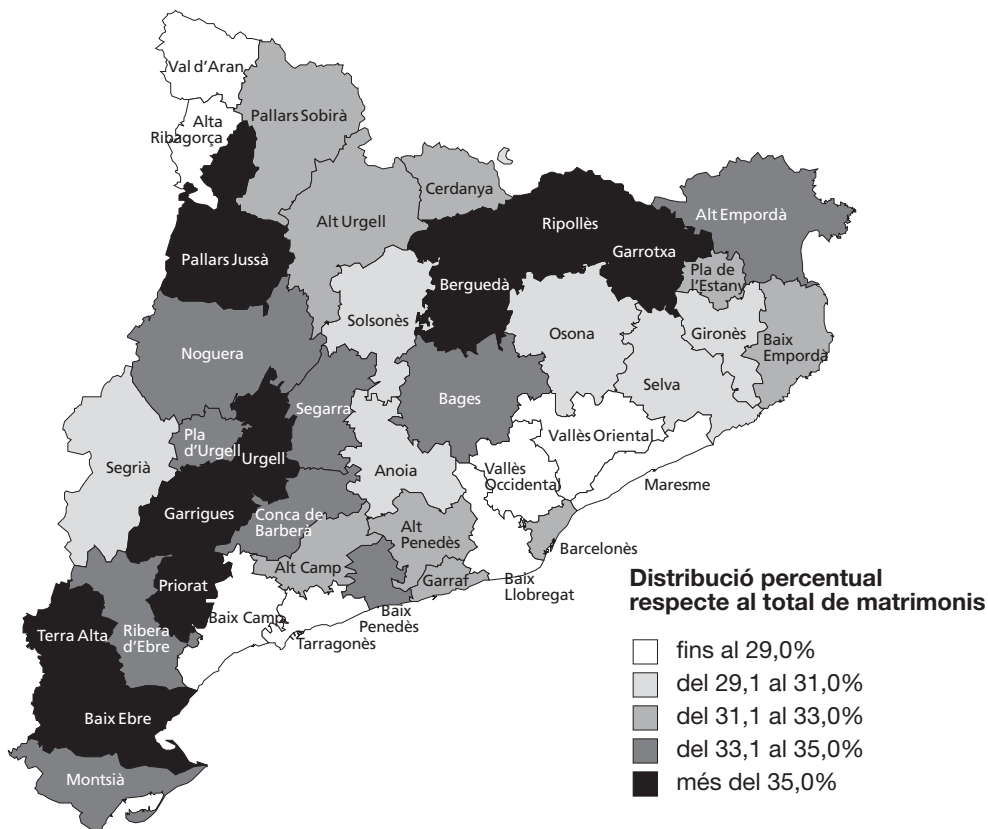 Val d'Aran
Alta
Ribagorça
Pallars Sobirà
Cerdanya
Alt Urgell
Ripollès
Alt Empordà
Garrotxa
Pallars Jussà
Berguedà
Pla de
l'Estany
Solsonès
Osona
Gironès
Baix
Empordà
Noguera
Selva
Bages
Segarra
Pla
d'Urgell
Urgell
Vallès Oriental
Segrià
Anoia
Vallès
Occidental
Maresme
Garrigues
Conca de
Barberà
Alt
Penedès
Barcelonès
Alt Camp
Garraf
Baix
Llobregat
Priorat
Baix Camp
Baix
Penedès
Tarragonès
Terra Alta
Ribera
d'Ebre
Baix Ebre
Montsià
Distribució percentual
respecte al total de matrimonis
fins al 29,0%
del 29,1 al 31,0%
del 31,1 al 33,0%
del 33,1 al 35,0%
més del 35,0%